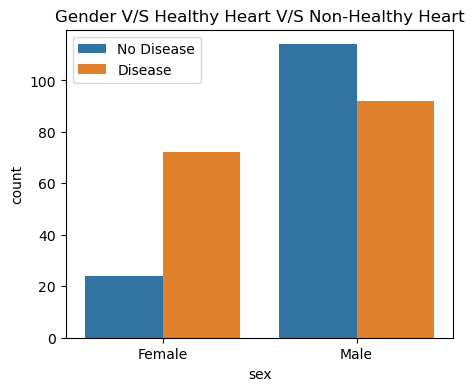 Gender V/S Healthy Heart V/S Non-Healthy Heart
No Disease
Disease
count
100
80
60
40
20
0
Female
Male
sex